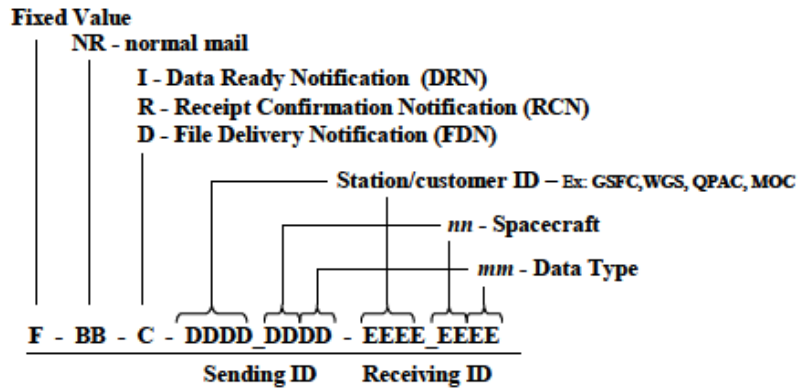 Fixed Value
NR - normal mail
I - Data Ready Notification (DRN)
R - Receipt Confirmation Notification (RCN)
D - File Delivery Notification (FDN)
Station/customer ID – Ex: GSFC,WGS, QPAC, MOC
nn - Spacecraft
mm - Data Type
F - BB - C - DDDD_DDDD - EEEE_EEEE
Sending ID Receiving ID